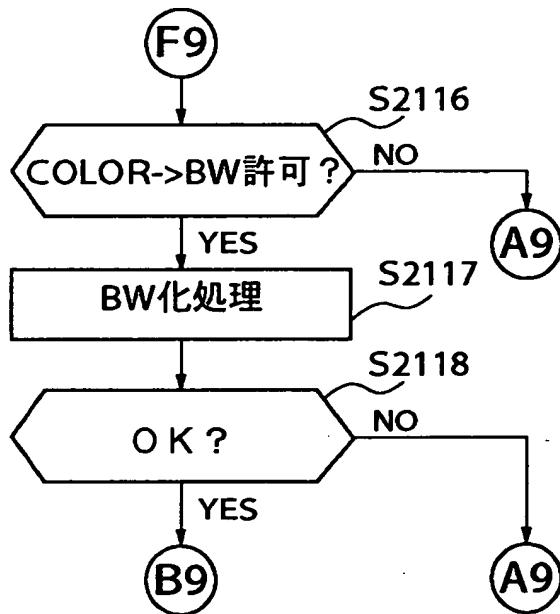 F9
S2116
COLOR->BW許可？
NO
A9
YES
S2117
BW化処理
S2118
ＯＫ？
NO
YES
B9
A9